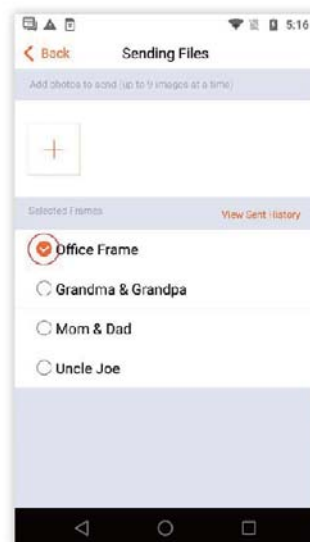 5:16
Back Sending Files
Add photos to send (up to 9 images at a time)
Selected Frames View Sent History
Office Frame
Grandma & Grandpa
Mom & Dad
Uncle Joe